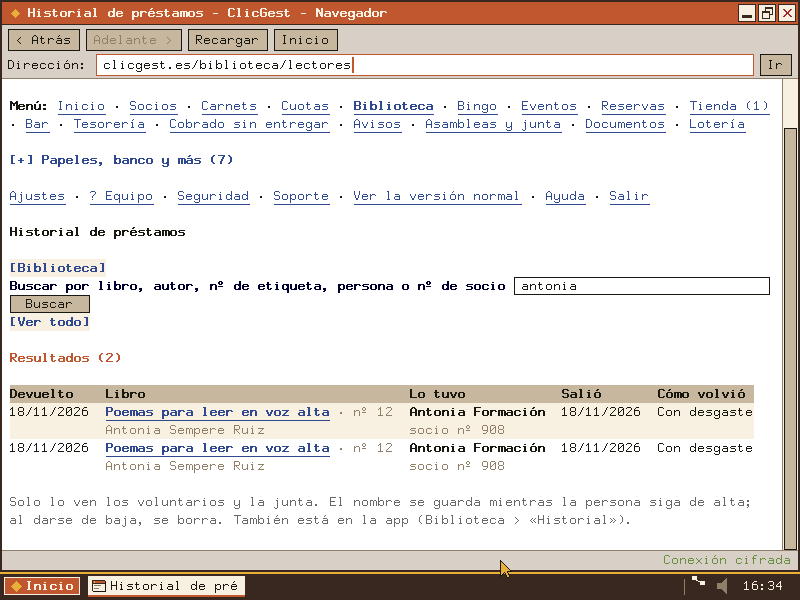 Historial de préstamos - ClicGest - Navegador
< Atrás Adelante > Recargar Inicio
Dirección: clicgest.es/biblioteca/lectores Ir
Menú: Inicio · Socios · Carnets · Cuotas · Biblioteca · Bingo · Eventos · Reservas · Tienda (1)
· Bar · Tesorería · Cobrado sin entregar · Avisos · Asambleas y junta · Documentos · Lotería
[+] Papeles, banco y más (7)
Ajustes · ? Equipo · Seguridad · Soporte · Ver la versión normal · Ayuda · Salir
Historial de préstamos
[Biblioteca]
Buscar por libro, autor, nº de etiqueta, persona o nº de socio antonia
Buscar
[Ver todo]
Resultados (2)
Devuelto Libro Lo tuvo Salió Cómo volvió
18/11/2026 Poemas para leer en voz alta · nº 12 Antonia Formación 18/11/2026 Con desgaste
Antonia Sempere Ruiz socio nº 908
18/11/2026 Poemas para leer en voz alta · nº 12 Antonia Formación 18/11/2026 Con desgaste
Antonia Sempere Ruiz socio nº 908
Solo lo ven los voluntarios y la junta. El nombre se guarda mientras la persona siga de alta;
al darse de baja, se borra. También está en la app (Biblioteca > «Historial»).
Conexión cifrada
Inicio Historial de pré 16:34